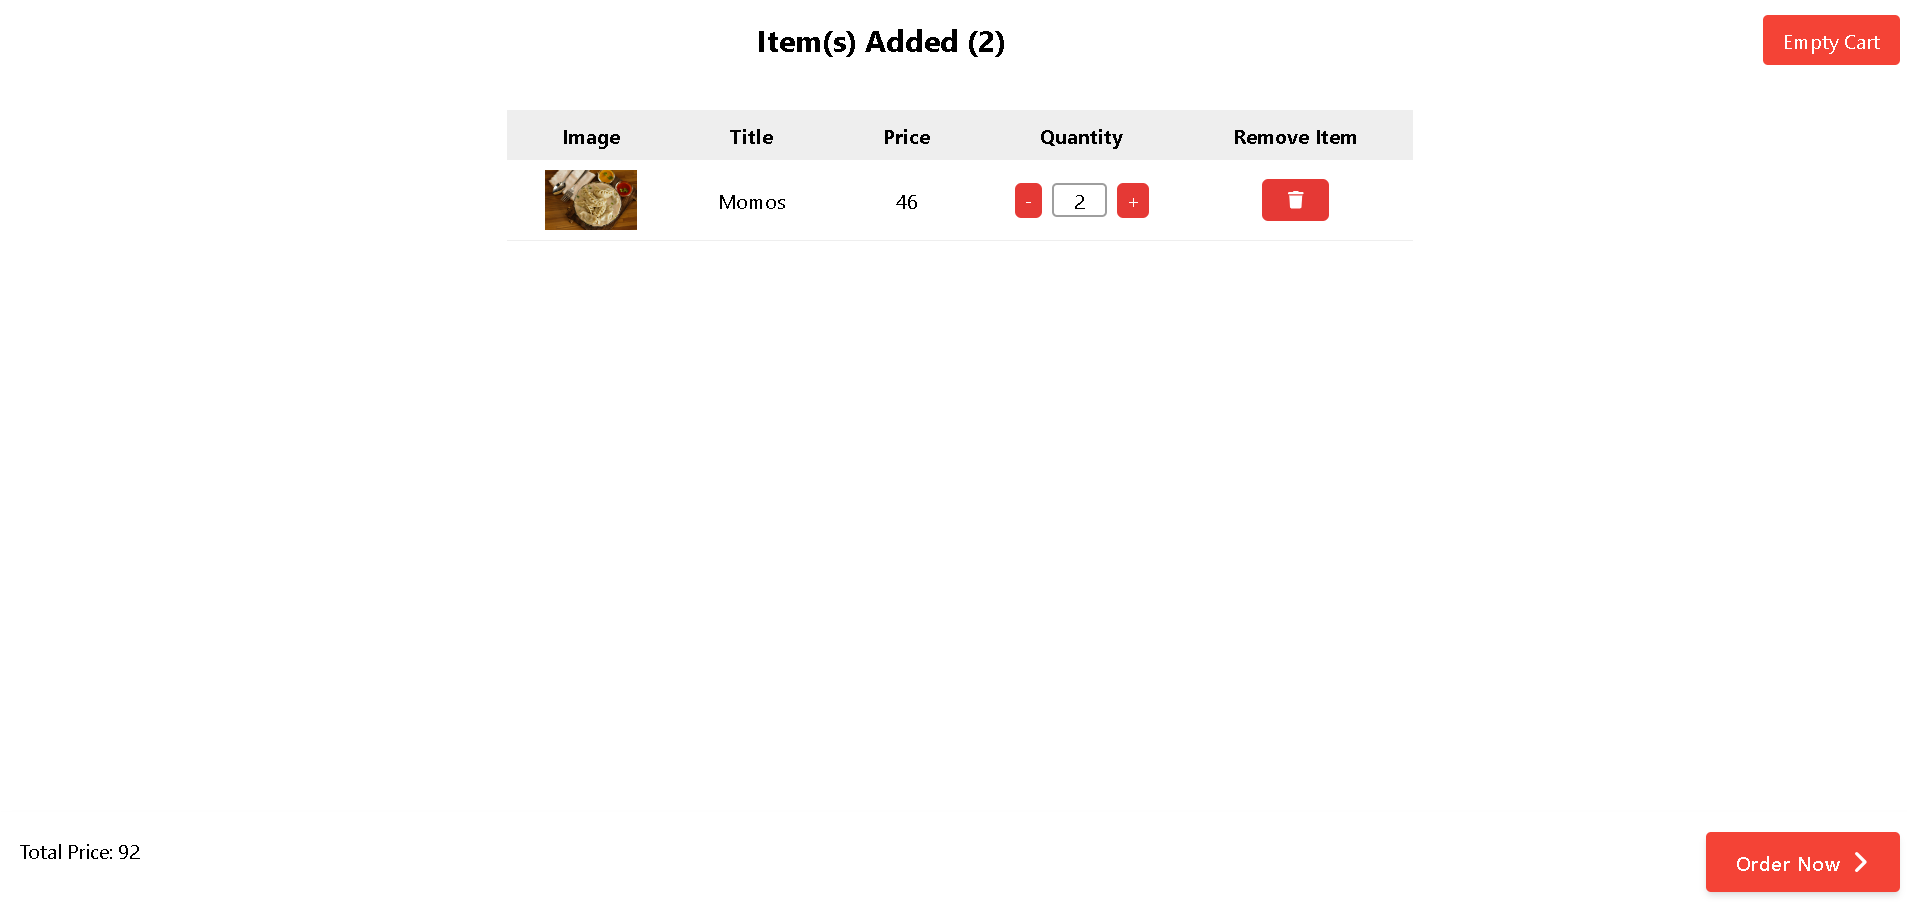 Item(s) Added (2)
Empty Cart
Image Title Price Quantity Remove Item
Momos 46 - 2 +
Total Price: 92
Order Now